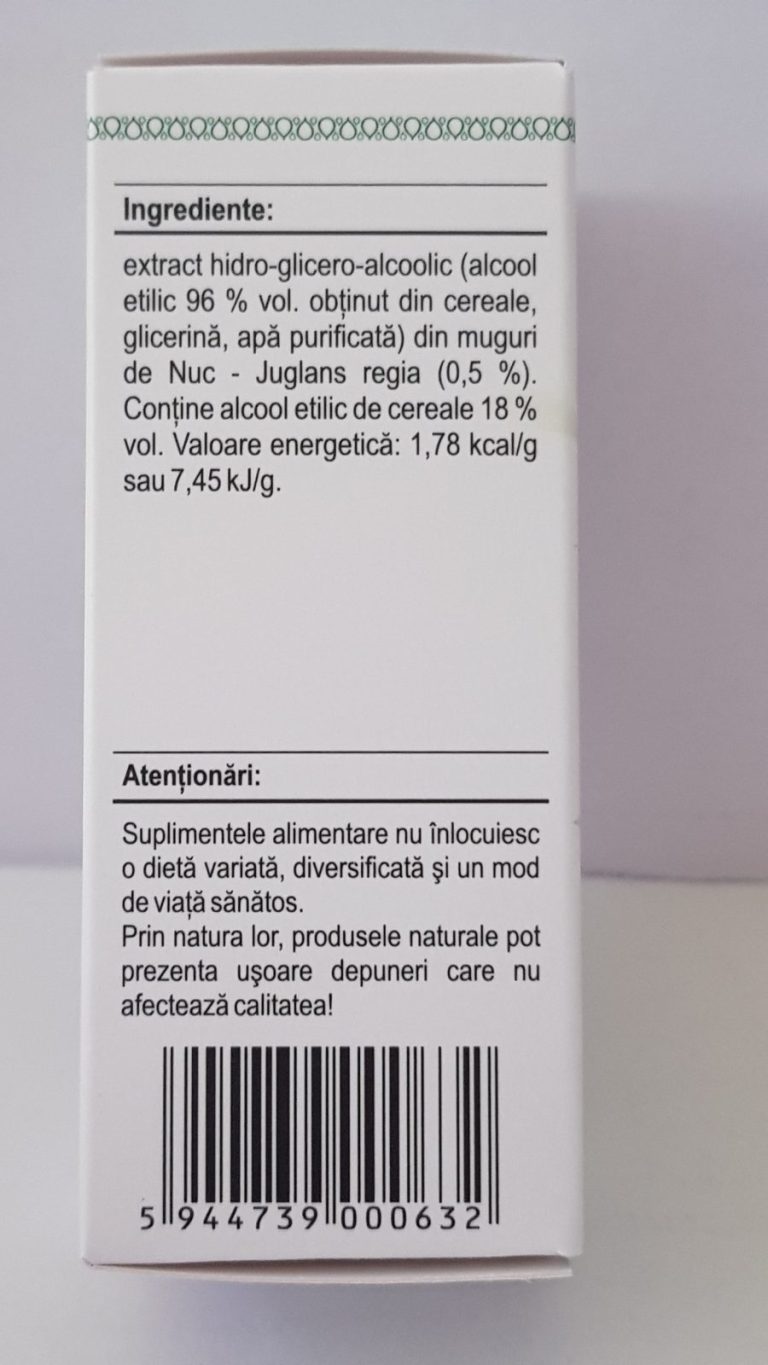 Ingrediente:
extract hidro-glicero-alcoolic (alcool
etilic 96 % vol. obținut din cereale,
glicerină, apă purificată) din muguri
de Nuc - Juglans regia (0,5 %).
Conține alcool etilic de cereale 18 %
vol. Valoare energetică: 1,78 kcal/g
sau 7,45 kJ/g.
Atenționări:
Suplimentele alimentare nu înlocuiesc
o dietă variată, diversificată şi un mod
de viață sănătos.
Prin natura lor, produsele naturale pot
prezenta uşoare depuneri care nu
afectează calitatea!
5 944739 000632